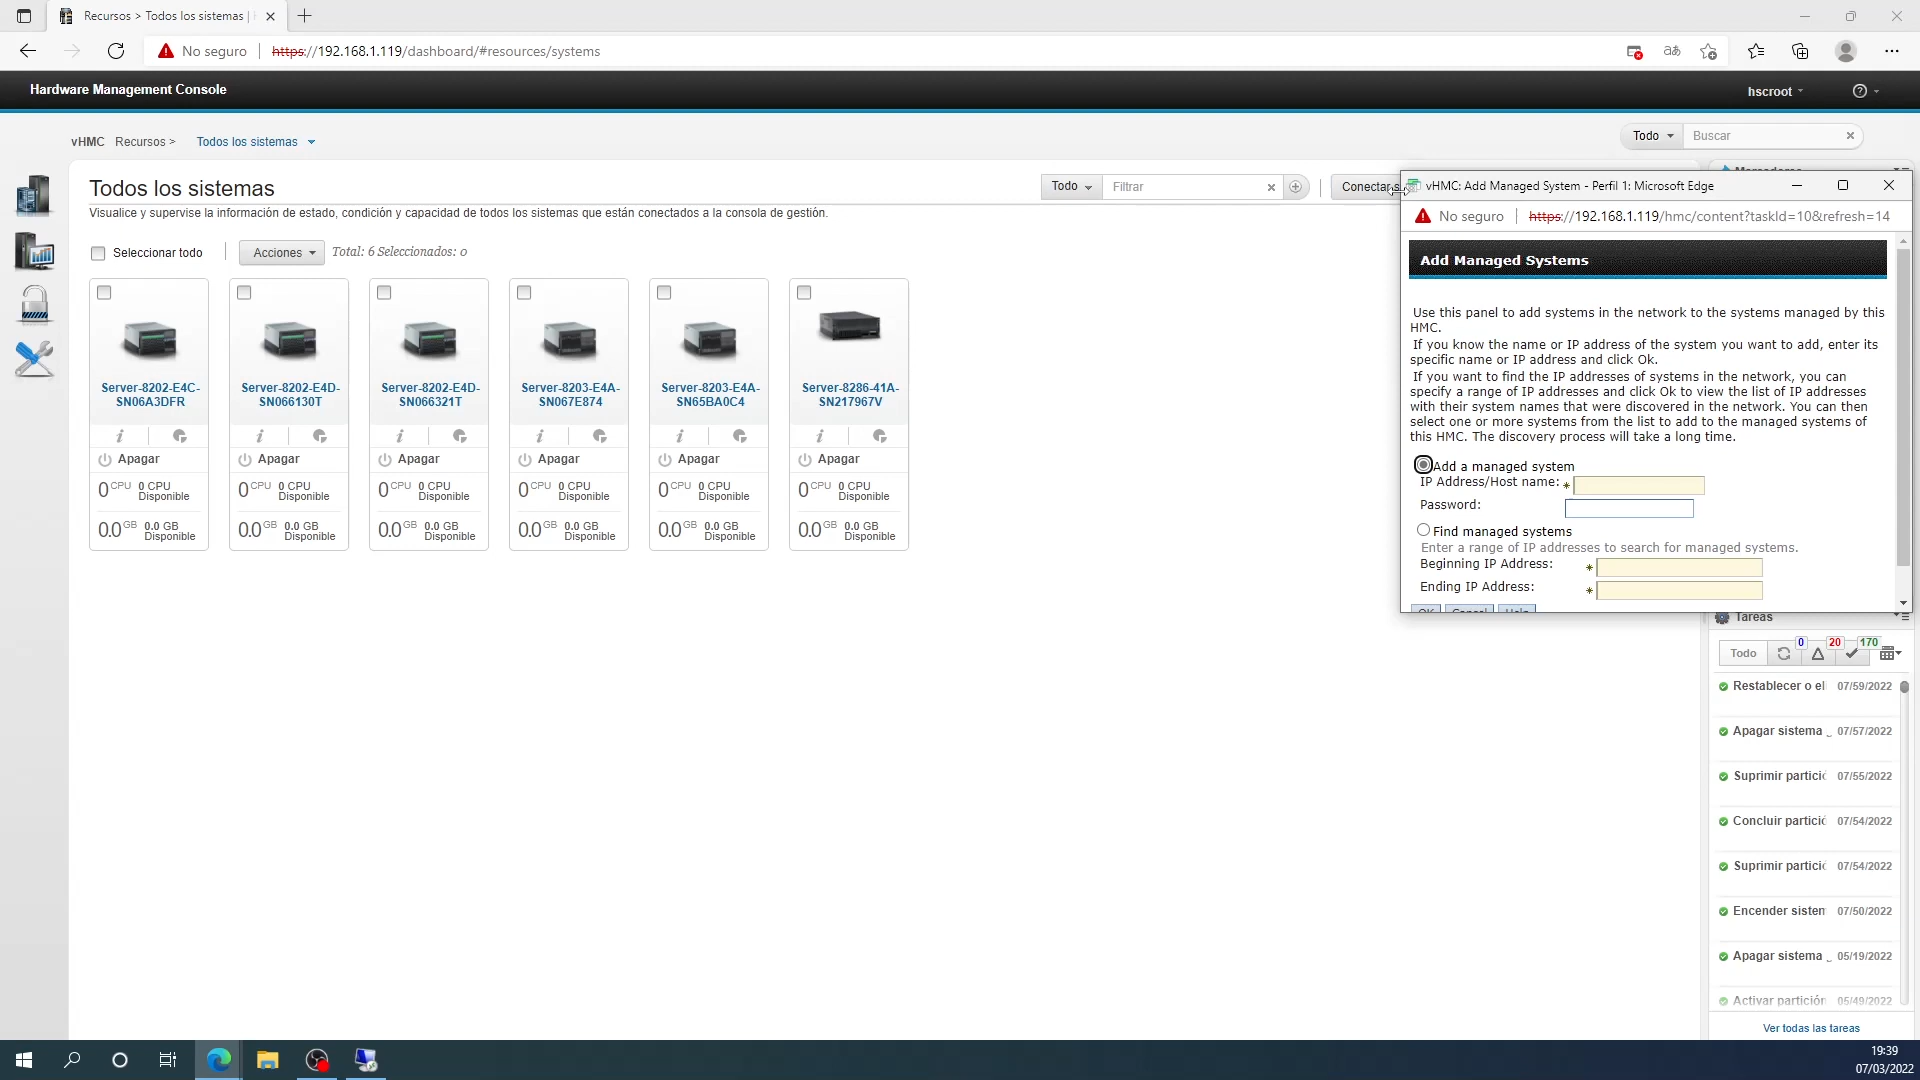 Recursos > Todos los sistemas |
No seguro
https://192.168.1.119/dashboard/#resources/systems
Hardware Management Console
hscroot
vHMC Recursos > Todos los sistemas
Todo
Buscar
Todos los sistemas
Todo
Filtrar
Visualice y supervise la información de estado, condición y capacidad de todos los sistemas que están conectados a la consola de gestión.
Seleccionar todo
Acciones
Total: 6 Seleccionados: 0
Server-8202-E4C-SN06A3DFR
Apagar
0 CPU 0 CPU Disponible
0.0 GB 0.0 GB Disponible
Server-8202-E4D-SN066130T
Apagar
0 CPU 0 CPU Disponible
0.0 GB 0.0 GB Disponible
Server-8202-E4D-SN066321T
Apagar
0 CPU 0 CPU Disponible
0.0 GB 0.0 GB Disponible
Server-8203-E4A-SN067E874
Apagar
0 CPU 0 CPU Disponible
0.0 GB 0.0 GB Disponible
Server-8203-E4A-SN65BA0C4
Apagar
0 CPU 0 CPU Disponible
0.0 GB 0.0 GB Disponible
Server-8286-41A-SN217967V
Apagar
0 CPU 0 CPU Disponible
0.0 GB 0.0 GB Disponible
vHMC: Add Managed System - Perfil 1: Microsoft Edge
No seguro
https://192.168.1.119/hmc/content?taskId=10&refresh=14
Add Managed Systems
Use this panel to add systems in the network to the systems managed by this
HMC.
If you know the name or IP address of the system you want to add, enter its
specific name or IP address and click Ok.
If you want to find the IP addresses of systems in the network, you can
specify a range of IP addresses and click Ok to view the list of IP addresses
with their system names that were discovered in the network. You can then
select one or more systems from the list to add to the managed systems of
this HMC. The discovery process will take a long time.
Add a managed system
IP Address/Host name: *
Password:
Find managed systems
Enter a range of IP addresses to search for managed systems.
Beginning IP Address: *
Ending IP Address: *
OK Cancel Help
Tareas
Todo
0
20
170
Restablecer o el 07/59/2022
Apagar sistema 07/57/2022
Suprimir partici 07/55/2022
Concluir partici 07/54/2022
Suprimir partici 07/54/2022
Encender sistem 07/50/2022
Apagar sistema 05/19/2022
Activar partición 05/49/2022
Ver todas las tareas
19:39
07/03/2022